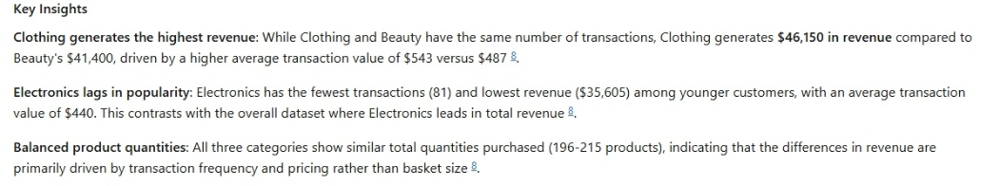 Key Insights
Clothing generates the highest revenue: While Clothing and Beauty have the same number of transactions, Clothing generates $46,150 in revenue compared to
Beauty's $41,400, driven by a higher average transaction value of $543 versus $487 8.
Electronics lags in popularity: Electronics has the fewest transactions (81) and lowest revenue ($35,605) among younger customers, with an average transaction
value of $440. This contrasts with the overall dataset where Electronics leads in total revenue 8.
Balanced product quantities: All three categories show similar total quantities purchased (196-215 products), indicating that the differences in revenue are
primarily driven by transaction frequency and pricing rather than basket size 8.